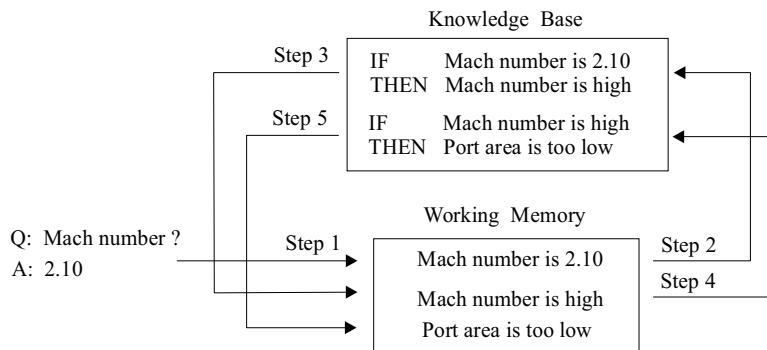 Knowledge Base
Step 3
IF Mach number is 2.10
THEN Mach number is high
Step 5
IF Mach number is high
THEN Port area is too low
Working Memory
Q: Mach number ?
A: 2.10
Step 1
Mach number is 2.10
Mach number is high
Port area is too low
Step 2
Step 4